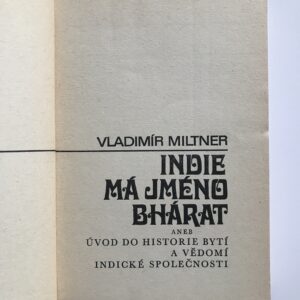 VLADIMÍR MILTNER
INDIE
MÁ JMÉNO
BHÁRAT
ANEB
ÚVOD DO HISTORIE BYTÍ
A VĚDOMÍ
INDICKÉ SPOLEČNOSTI